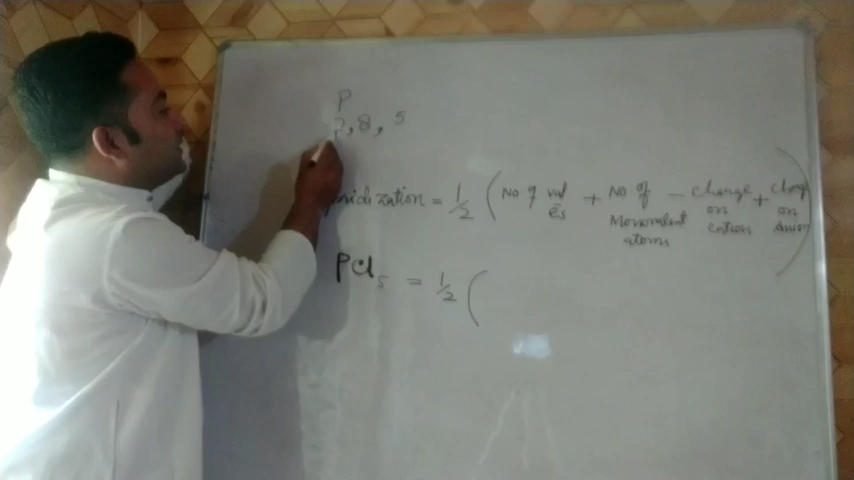 P
2, 8, 5
ridization = 1/2 ( No of val ēs + No of Monovalent atoms - Charge on Cation + Charge on Anion )
PCl5 = 1/2 (